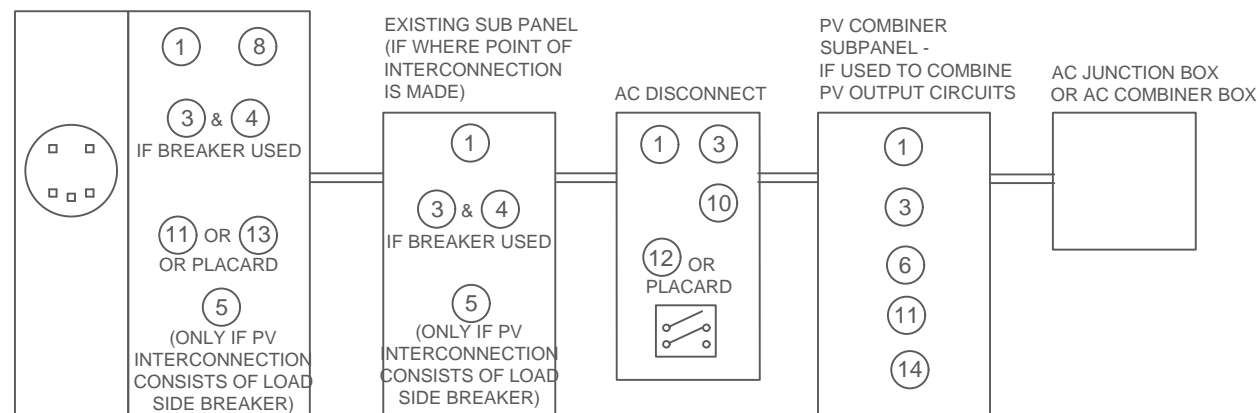 1 8
3 & 4
IF BREAKER USED
11 OR 13
OR PLACARD
5
(ONLY IF PV
INTERCONNECTION
CONSISTS OF LOAD
SIDE BREAKER)
EXISTING SUB PANEL
(IF WHERE POINT OF
INTERCONNECTION
IS MADE)
1
3 & 4
IF BREAKER USED
5
(ONLY IF PV
INTERCONNECTION
CONSISTS OF LOAD
SIDE BREAKER)
AC DISCONNECT
1 3
10
12 OR
PLACARD
PV COMBINER
SUBPANEL -
IF USED TO COMBINE
PV OUTPUT CIRCUITS
1
3
6
11
14
AC JUNCTION BOX
OR AC COMBINER BOX